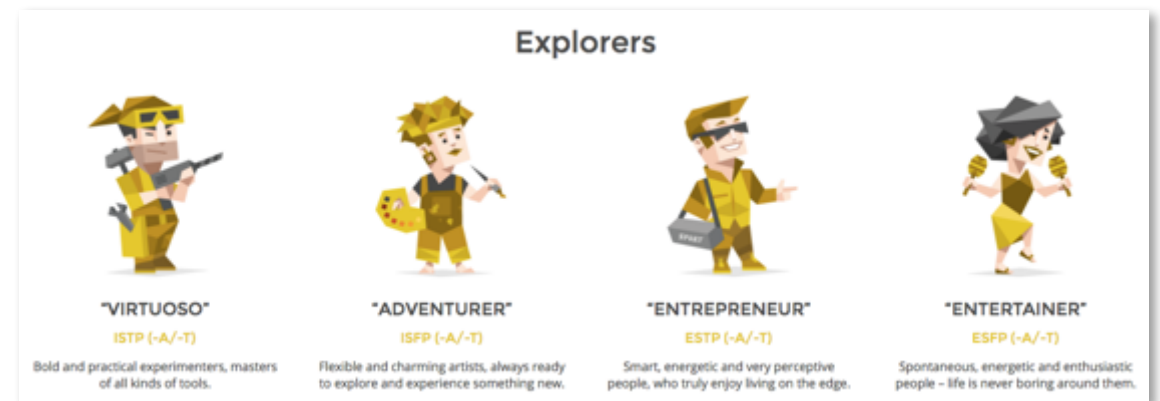 Explorers
"VIRTUOSO"
ISTP (-A/-T)
Bold and practical experimenters, masters
of all kinds of tools.
"ADVENTURER"
ISFP (-A/-T)
Flexible and charming artists, always ready
to explore and experience something new.
"ENTREPRENEUR"
ESTP (-A/-T)
Smart, energetic and very perceptive
people, who truly enjoy living on the edge.
"ENTERTAINER"
ESFP (-A/-T)
Spontaneous, energetic and enthusiastic
people – life is never boring around them.